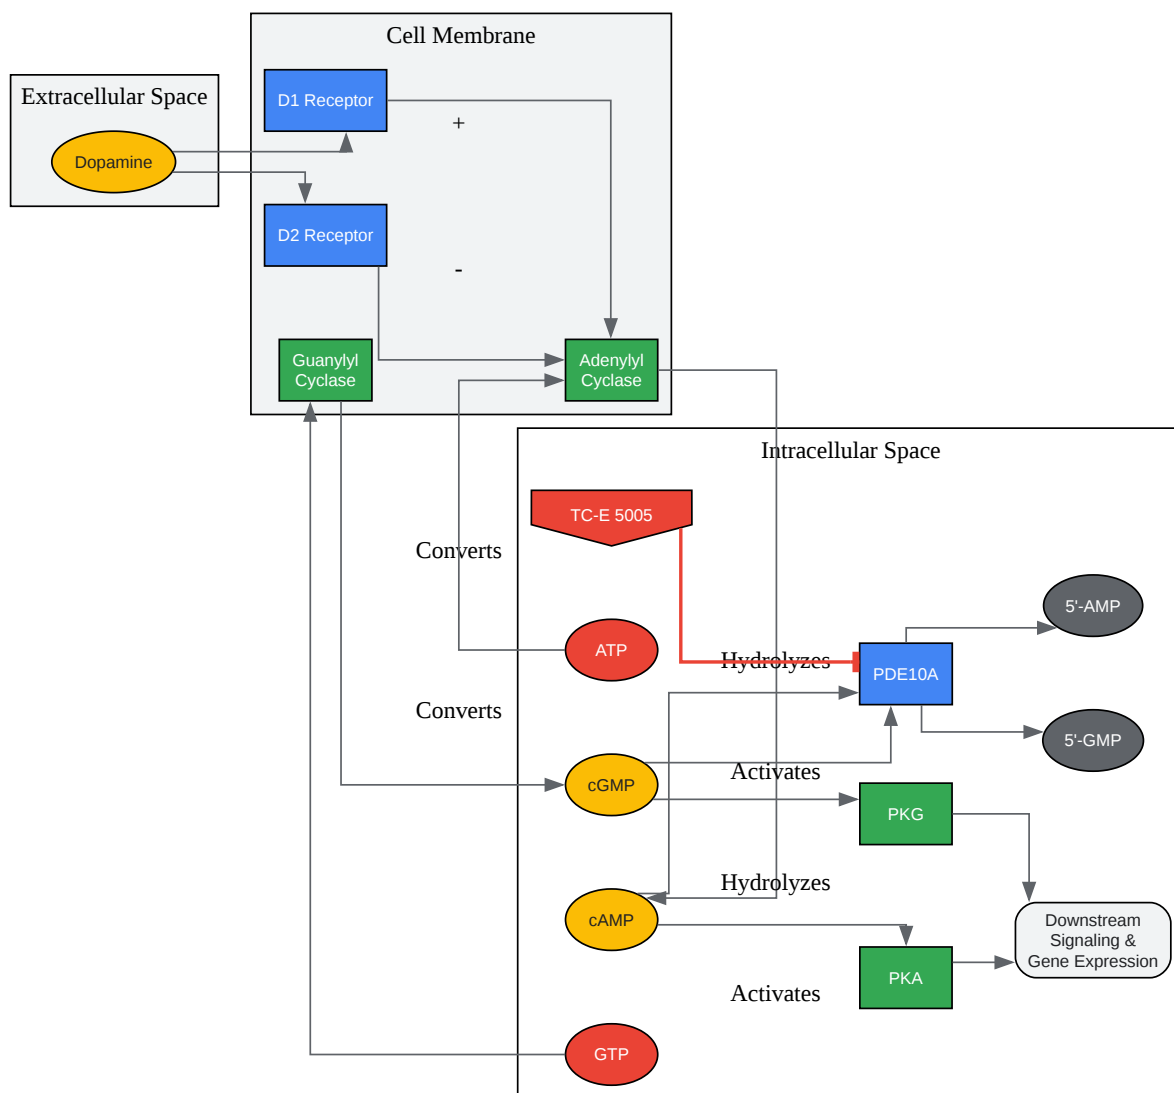 Cell Membrane
Extracellular Space
D1 Receptor
+
Dopamine
D2 Receptor
-
Guanylyl
Cyclase
Adenylyl
Cyclase
Intracellular Space
TC-E 5005
Converts
ATP
Hydrolyzes
PDE10A
5'-AMP
Converts
5'-GMP
cGMP
Activates
PKG
Hydrolyzes
cAMP
Downstream
Signaling &
Gene Expression
PKA
Activates
GTP